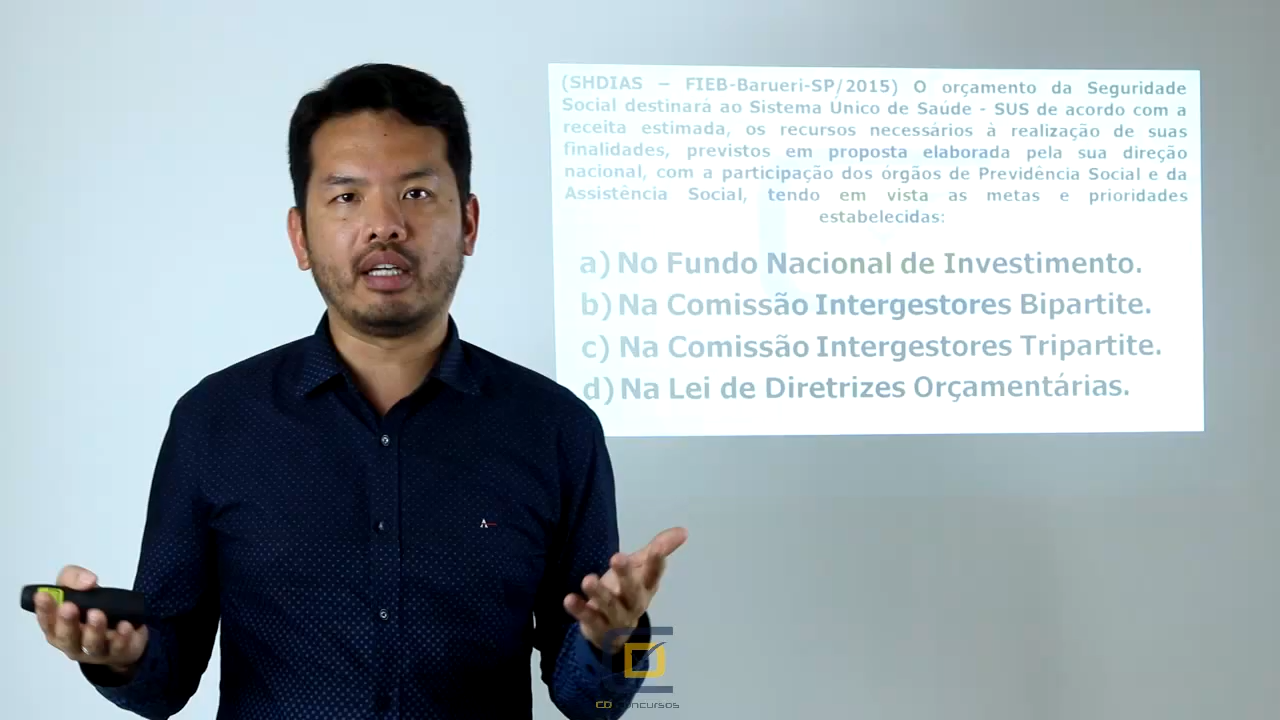 (SHDIAS – FIEB-Barueri-SP/2015) O orçamento da Seguridade
Social destinará ao Sistema Único de Saúde - SUS de acordo com a
receita estimada, os recursos necessários à realização de suas
finalidades, previstos em proposta elaborada pela sua direção
nacional, com a participação dos órgãos de Previdência Social e da
Assistência Social, tendo em vista as metas e prioridades
estabelecidas:
a) No Fundo Nacional de Investimento.
b) Na Comissão Intergestores Bipartite.
c) Na Comissão Intergestores Tripartite.
d) Na Lei de Diretrizes Orçamentárias.
CD Concursos